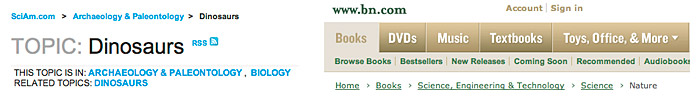 SciAm.com > Archaeology & Paleontology > Dinosaurs
TOPIC: Dinosaurs RSS
THIS TOPIC IS IN: ARCHAEOLOGY & PALEONTOLOGY , BIOLOGY
RELATED TOPICS: DINOSAURS
www.bn.com
Account | Sign in
Books DVDs Music Textbooks Toys, Office, & More ▾
Browse Books | Bestsellers | New Releases | Coming Soon | Recommended | Audiobooks
Home > Books > Science, Engineering & Technology > Science > Nature